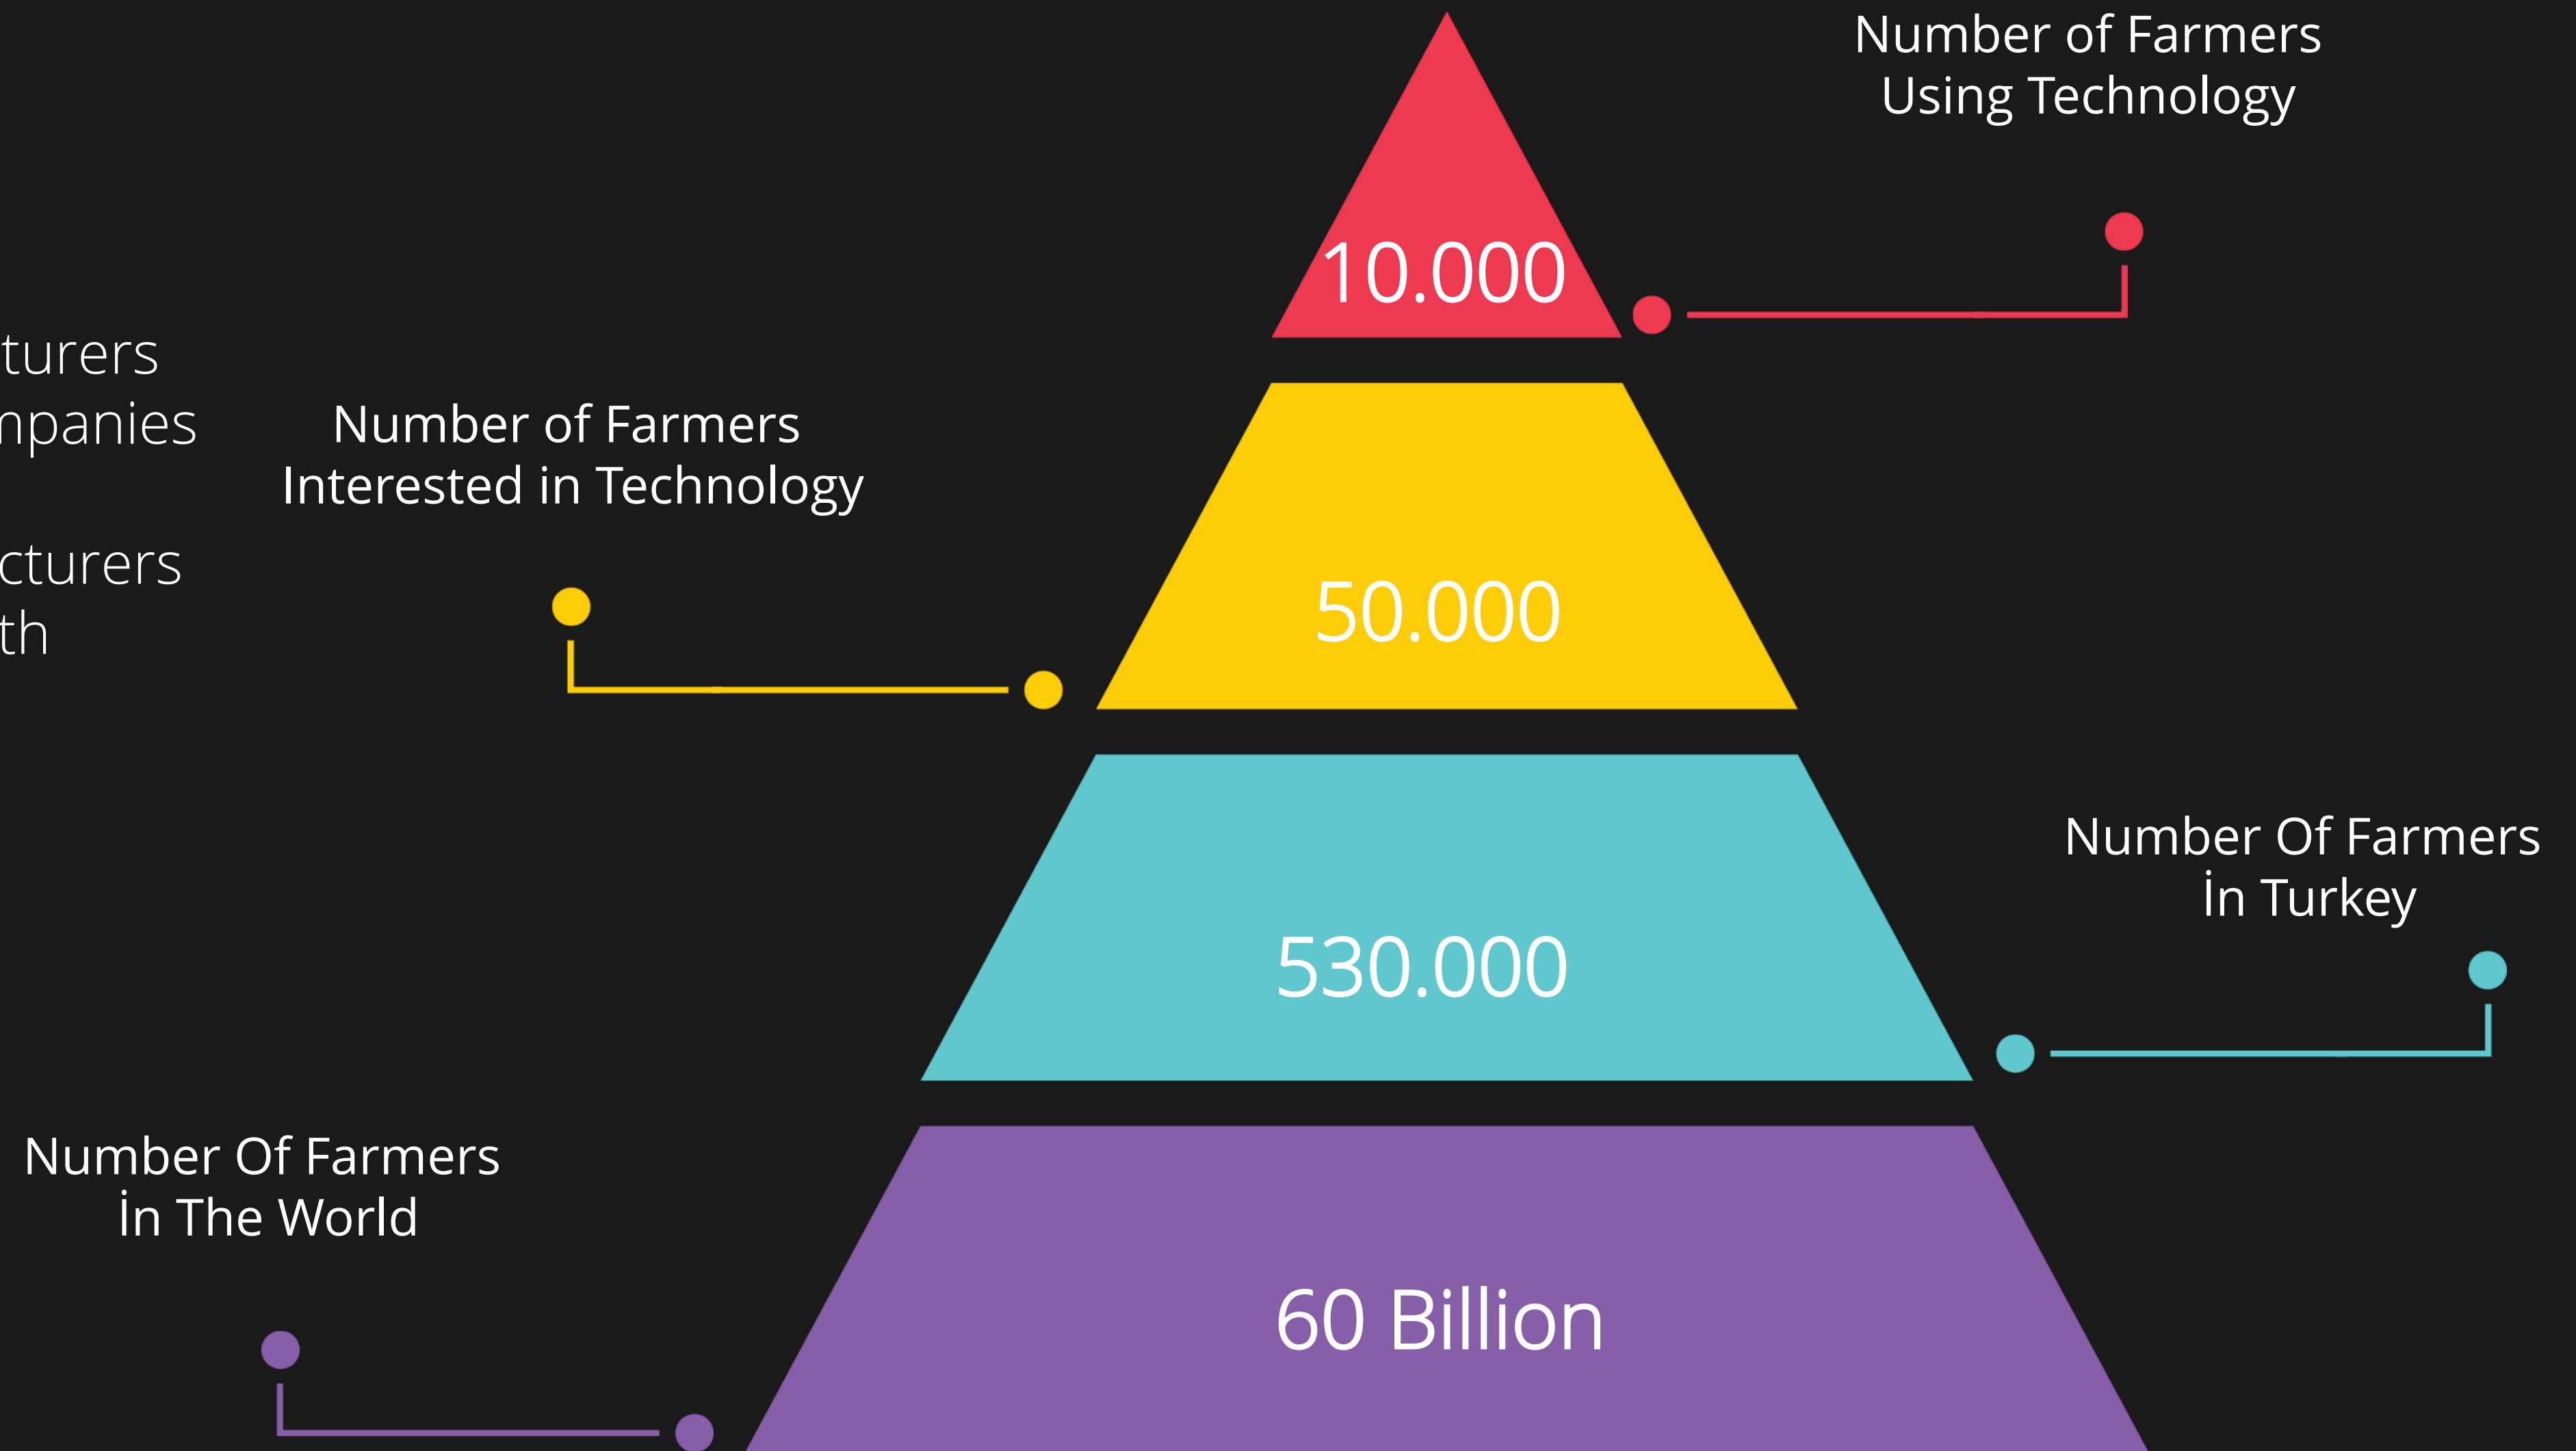 Number of Farmers
Using Technology
10.000
turers
mpanies
cturers
th
Number of Farmers
Interested in Technology
50.000
Number Of Farmers
İn Turkey
530.000
Number Of Farmers
İn The World
60 Billion